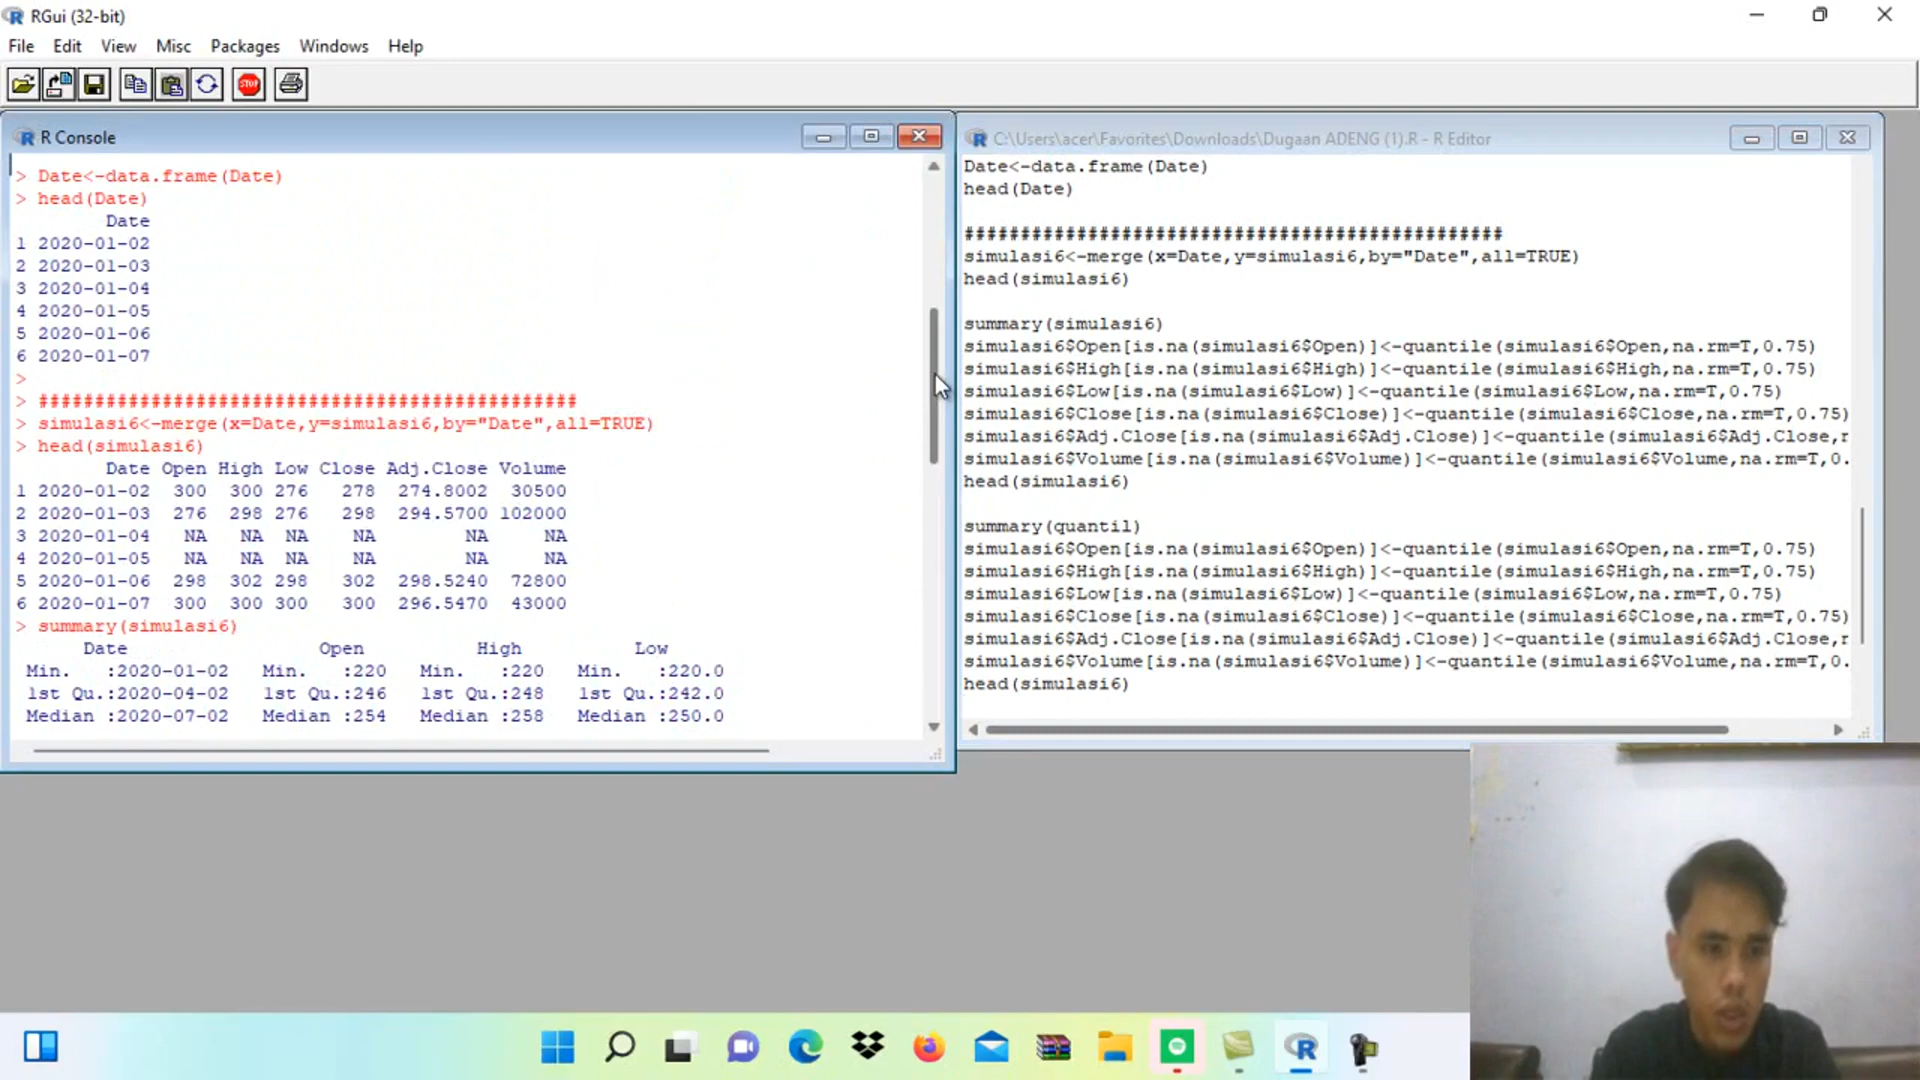 RGui (32-bit)
File Edit View Misc Packages Windows Help
STOP
R Console
> Date<-data.frame(Date)
> head(Date)
Date
1 2020-01-02
2 2020-01-03
3 2020-01-04
4 2020-01-05
5 2020-01-06
6 2020-01-07
>
> ################################################
> simulasi6<-merge(x=Date,y=simulasi6,by="Date",all=TRUE)
> head(simulasi6)
Date Open High Low Close Adj.Close Volume
1 2020-01-02 300 300 276 278 274.8002 30500
2 2020-01-03 276 298 276 298 294.5700 102000
3 2020-01-04 NA NA NA NA NA NA
4 2020-01-05 NA NA NA NA NA NA
5 2020-01-06 298 302 298 302 298.5240 72800
6 2020-01-07 300 300 300 300 296.5470 43000
> summary(simulasi6)
Date Open High Low
Min. :2020-01-02 Min. :220 Min. :220 Min. :220.0
1st Qu.:2020-04-02 1st Qu.:246 1st Qu.:248 1st Qu.:242.0
Median :2020-07-02 Median :254 Median :258 Median :250.0
C:\Users\acer\Favorites\Downloads\Dugaan ADENG (1).R - R Editor
Date<-data.frame(Date)
head(Date)
################################################
simulasi6<-merge(x=Date,y=simulasi6,by="Date",all=TRUE)
head(simulasi6)
summary(simulasi6)
simulasi6$Open[is.na(simulasi6$Open)]<-quantile(simulasi6$Open,na.rm=T,0.75)
simulasi6$High[is.na(simulasi6$High)]<-quantile(simulasi6$High,na.rm=T,0.75)
simulasi6$Low[is.na(simulasi6$Low)]<-quantile(simulasi6$Low,na.rm=T,0.75)
simulasi6$Close[is.na(simulasi6$Close)]<-quantile(simulasi6$Close,na.rm=T,0.75)
simulasi6$Adj.Close[is.na(simulasi6$Adj.Close)]<-quantile(simulasi6$Adj.Close,r
simulasi6$Volume[is.na(simulasi6$Volume)]<-quantile(simulasi6$Volume,na.rm=T,0.
head(simulasi6)
summary(quantil)
simulasi6$Open[is.na(simulasi6$Open)]<-quantile(simulasi6$Open,na.rm=T,0.75)
simulasi6$High[is.na(simulasi6$High)]<-quantile(simulasi6$High,na.rm=T,0.75)
simulasi6$Low[is.na(simulasi6$Low)]<-quantile(simulasi6$Low,na.rm=T,0.75)
simulasi6$Close[is.na(simulasi6$Close)]<-quantile(simulasi6$Close,na.rm=T,0.75)
simulasi6$Adj.Close[is.na(simulasi6$Adj.Close)]<-quantile(simulasi6$Adj.Close,r
simulasi6$Volume[is.na(simulasi6$Volume)]<-quantile(simulasi6$Volume,na.rm=T,0.
head(simulasi6)